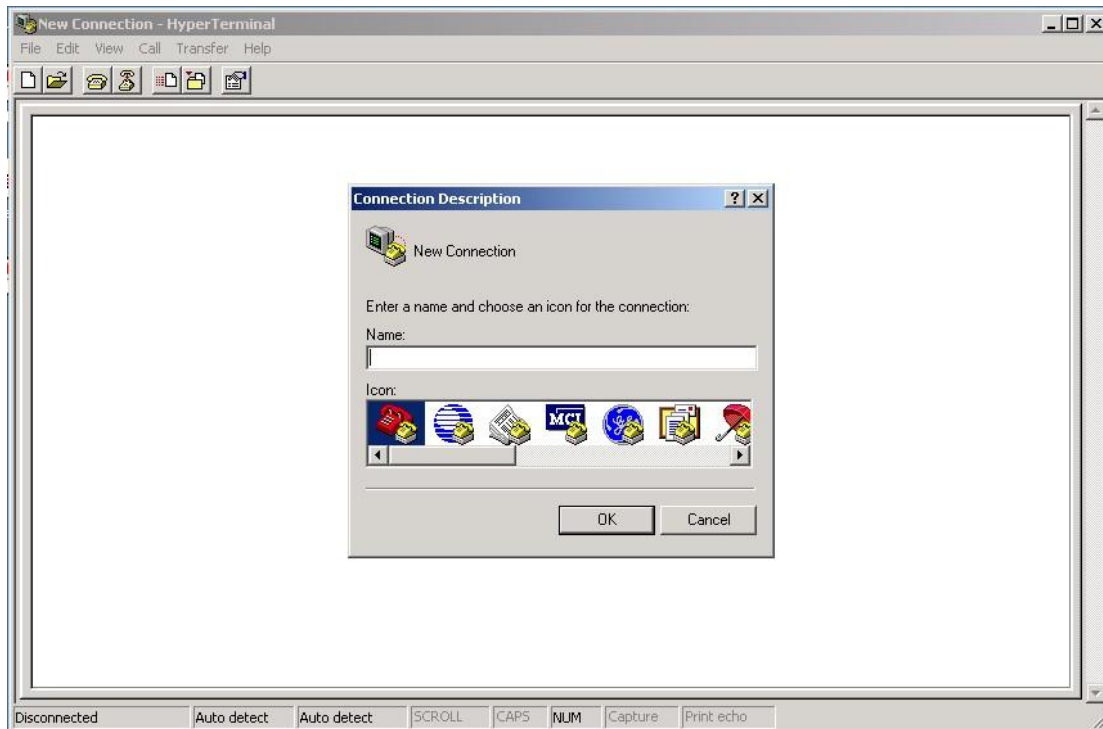 New Connection - HyperTerminal
File Edit View Call Transfer Help
Connection Description
New Connection
Enter a name and choose an icon for the connection:
Name:
Icon:
MCI
OK Cancel
Disconnected Auto detect Auto detect SCROLL CAPS NUM Capture Print echo